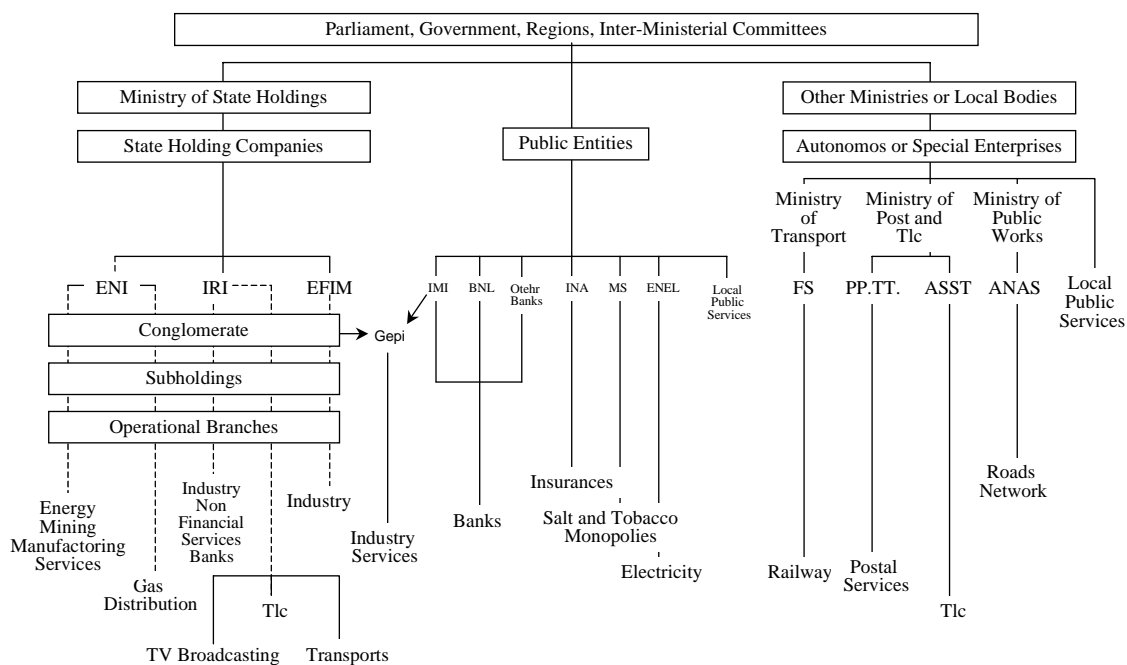 Parliament, Government, Regions, Inter-Ministerial Committees
Ministry of State Holdings
Other Ministries or Local Bodies
State Holding Companies
Public Entities
Autonomos or Special Enterprises
Ministry
of
Transport
Ministry of
Post and
Tlc
Ministry of
Public
Works
ENI
IRI
EFIM
IMI
BNL
Otehr
Banks
INA
MS
ENEL
Local
Public
Services
FS
PP.TT.
ASST
ANAS
Local
Public
Services
Conglomerate
Gepi
Subholdings
Operational Branches
Energy
Mining
Manufactoring
Services
Gas
Distribution
Industry
Non
Financial
Services
Banks
Industry
Industry
Services
Banks
Insurances
Salt and Tobacco
Monopolies
Electricity
Railway
Postal
Services
Roads
Network
Tlc
Tlc
TV Broadcasting
Transports